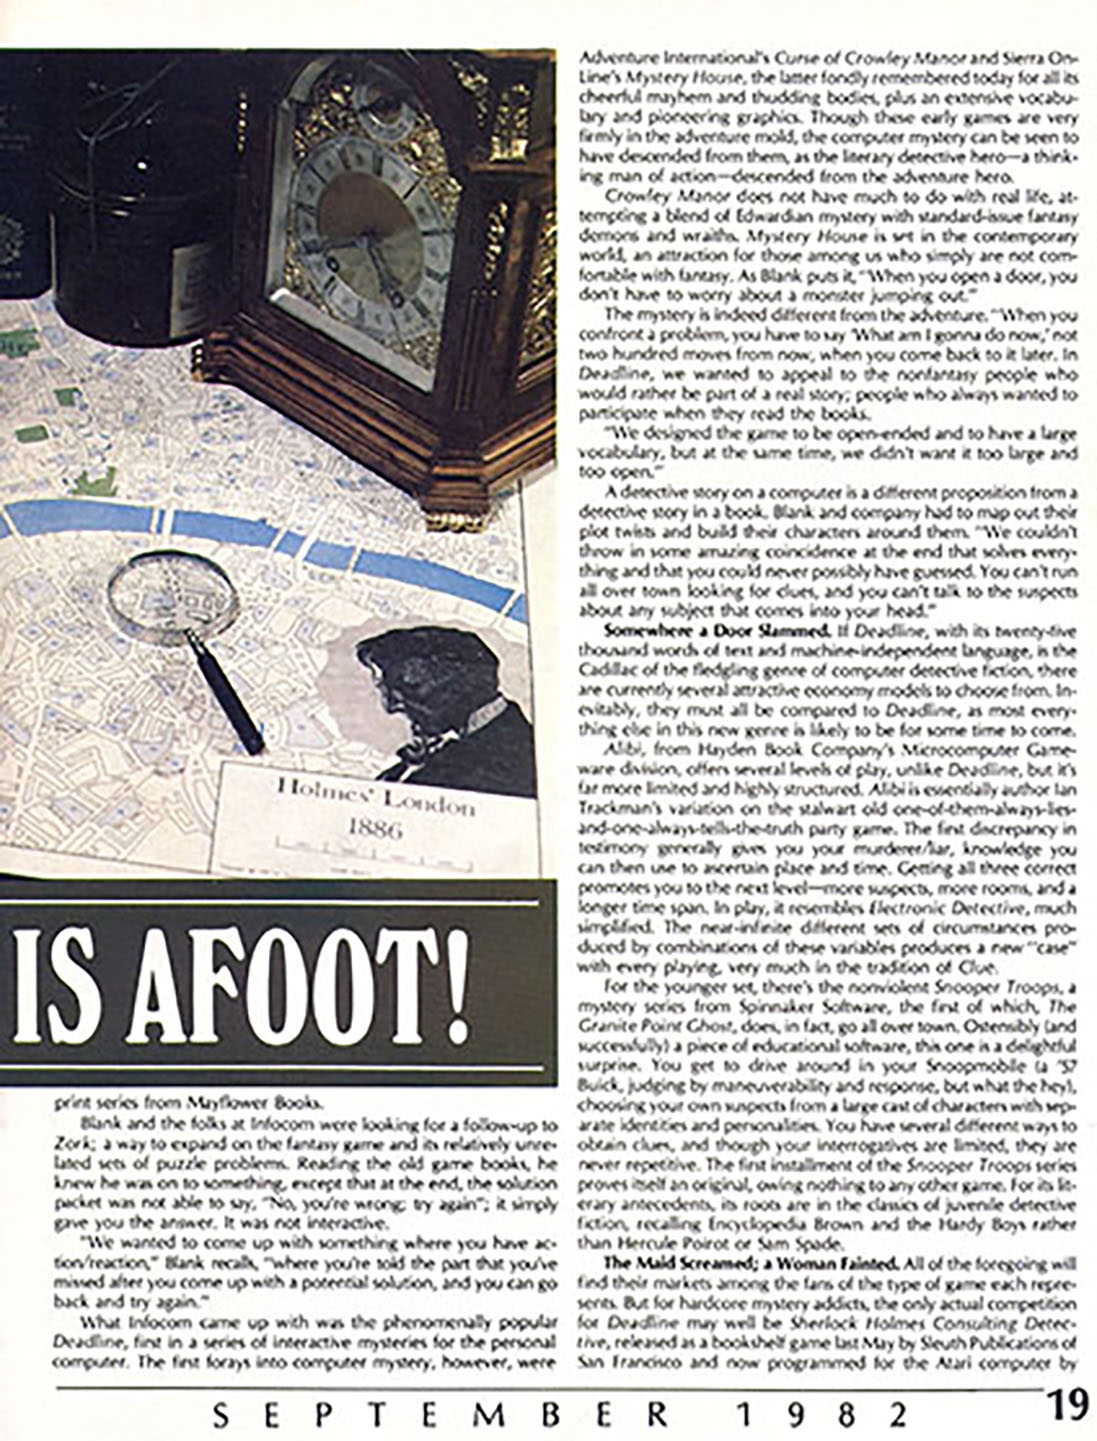 Holmes' London
1886
IS AFOOT!
print series from Mayflower Books.
Blank and the folks at Infocom were looking for a follow-up to
Zork; a way to expand on the fantasy game and its relatively unre-
lated sets of puzzle problems. Reading the old game books, he
knew he was on to something, except that at the end, the solution
packet was not able to say, "No, you're wrong; try again"; it simply
gave you the answer. It was not interactive.
"We wanted to come up with something where you have ac-
tion/reaction," Blank recalls, "where you're told the part that you've
missed after you come up with a potential solution, and you can go
back and try again."
What Infocom came up with was the phenomenally popular
Deadline, first in a series of interactive mysteries for the personal
computer. The first forays into computer mystery, however, were
Adventure International's Curse of Crowley Manor and Sierra On-
Line's Mystery House, the latter fondly remembered today for all its
cheerful mayhem and thudding bodies, plus an extensive vocabu-
lary and pioneering graphics. Though these early games are very
firmly in the adventure mold, the computer mystery can be seen to
have descended from them, as the literary detective hero—a think-
ing man of action—descended from the adventure hero.
Crowley Manor does not have much to do with real life, at-
tempting a blend of Edwardian mystery with standard-issue fantasy
demons and wraiths. Mystery House is set in the contemporary
world, an attraction for those among us who simply are not com-
fortable with fantasy. As Blank puts it, "When you open a door, you
don't have to worry about a monster jumping out."
The mystery is indeed different from the adventure. "When you
confront a problem, you have to say 'What am I gonna do now,' not
two hundred moves from now, when you come back to it later. In
Deadline, we wanted to appeal to the nonfantasy people who
would rather be part of a real story; people who always wanted to
participate when they read the books.
"We designed the game to be open-ended and to have a large
vocabulary, but at the same time, we didn't want it too large and
too open."
A detective story on a computer is a different proposition from a
detective story in a book. Blank and company had to map out their
plot twists and build their characters around them. "We couldn't
throw in some amazing coincidence at the end that solves every-
thing and that you could never possibly have guessed. You can't run
all over town looking for clues, and you can't talk to the suspects
about any subject that comes into your head."
Somewhere a Door Slammed. If Deadline, with its twenty-five
thousand words of text and machine-independent language, is the
Cadillac of the fledgling genre of computer detective fiction, there
are currently several attractive economy models to choose from. In-
evitably, they must all be compared to Deadline, as most every-
thing else in this new genre is likely to be for some time to come.
Alibi, from Hayden Book Company's Microcomputer Game-
ware division, offers several levels of play, unlike Deadline, but it's
far more limited and highly structured. Alibi is essentially author Ian
Trackman's variation on the stalwart old one-of-them-always-lies-
and-one-always-tells-the-truth party game. The first discrepancy in
testimony generally gives you your murderer/liar, knowledge you
can then use to ascertain place and time. Getting all three correct
promotes you to the next level—more suspects, more rooms, and a
longer time span. In play, it resembles Electronic Detective, much
simplified. The near-infinite different sets of circumstances pro-
duced by combinations of these variables produces a new "case"
with every playing, very much in the tradition of Clue.
For the younger set, there's the nonviolent Snooper Troops, a
mystery series from Spinnaker Software, the first of which, The
Granite Point Ghost, does, in fact, go all over town. Ostensibly (and
successfully) a piece of educational software, this one is a delightful
surprise. You get to drive around in your Snoopmobile (a '57
Buick, judging by maneuverability and response, but what the hey),
choosing your own suspects from a large cast of characters with sep-
arate identities and personalities. You have several different ways to
obtain clues, and though your interrogatives are limited, they are
never repetitive. The first installment of the Snooper Troops series
proves itself an original, owing nothing to any other game. For its lit-
erary antecedents, its roots are in the classics of juvenile detective
fiction, recalling Encyclopedia Brown and the Hardy Boys rather
than Hercule Poirot or Sam Spade.
The Maid Screamed; a Woman Fainted. All of the foregoing will
find their markets among the fans of the type of game each repre-
sents. But for hardcore mystery addicts, the only actual competition
for Deadline may well be Sherlock Holmes Consulting Detec-
tive, released as a bookshelf game last May by Sleuth Publications of
San Francisco and now programmed for the Atari computer by
SEPTEMBER 1982
19